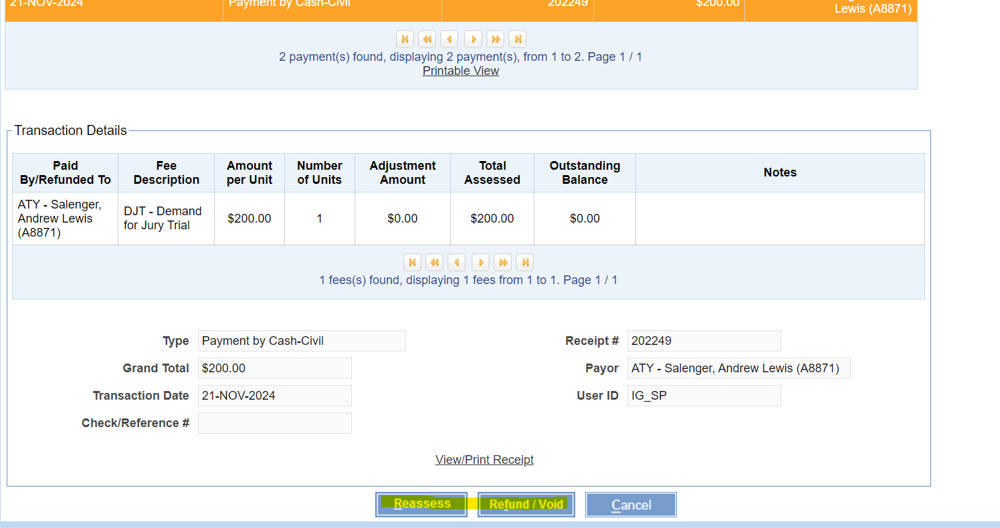 21-NOV-2024 Payment by Cash-Civil 202249 $200.00
Lewis (A8871)
2 payment(s) found, displaying 2 payment(s), from 1 to 2. Page 1 / 1
Printable View
Transaction Details
Paid By/Refunded To Fee Description Amount per Unit Number of Units Adjustment Amount Total Assessed Outstanding Balance Notes
ATY - Salenger, Andrew Lewis (A8871) DJT - Demand for Jury Trial $200.00 1 $0.00 $200.00 $0.00
1 fees(s) found, displaying 1 fees from 1 to 1. Page 1 / 1
Type Payment by Cash-Civil Receipt # 202249
Grand Total $200.00 Payor ATY - Salenger, Andrew Lewis (A8871)
Transaction Date 21-NOV-2024 User ID IG_SP
Check/Reference #
View/Print Receipt
Reassess Refund / Void Cancel